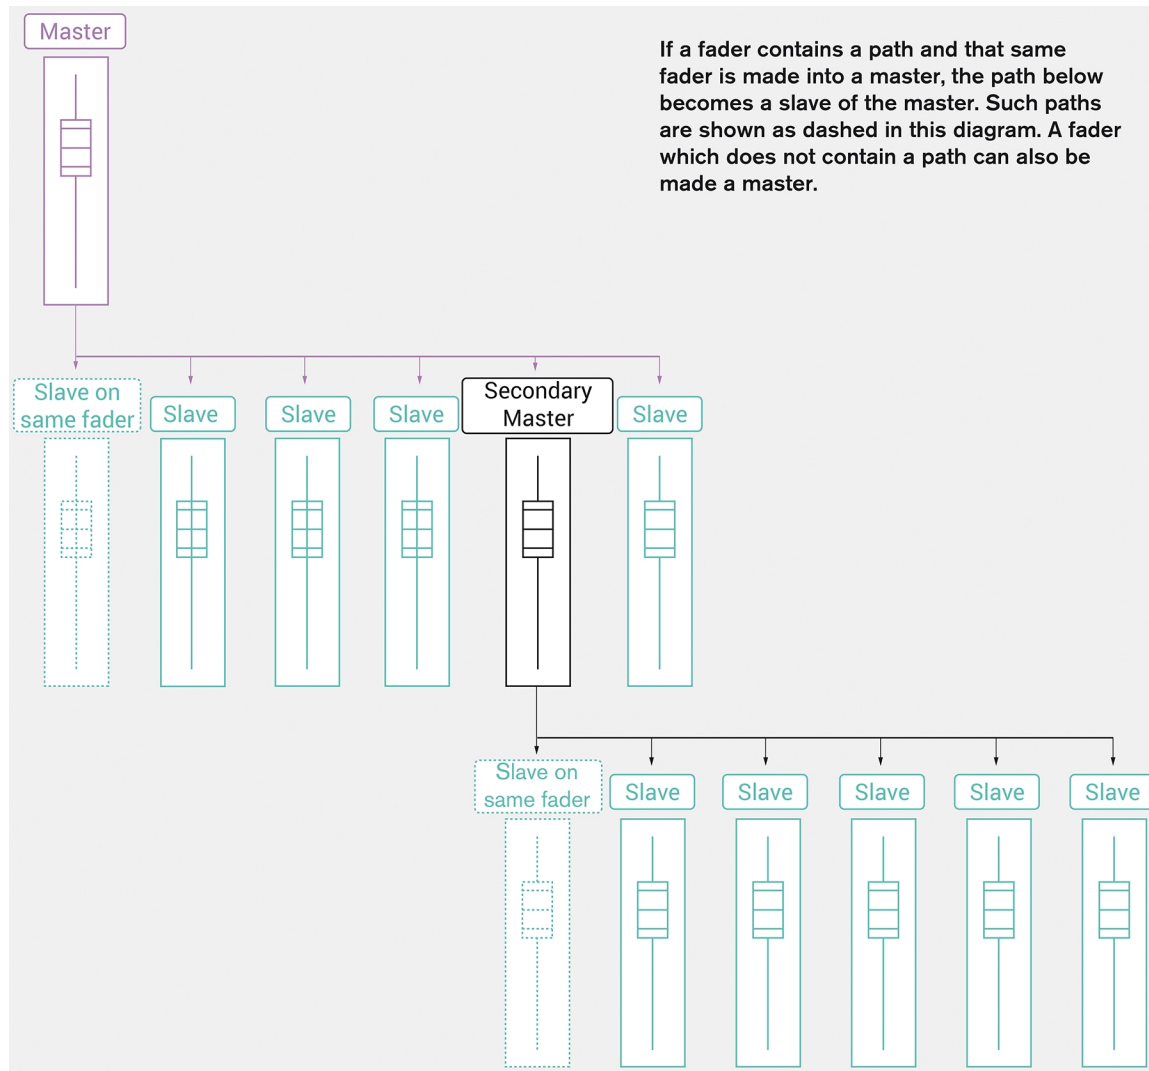 Master
If a fader contains a path and that same
fader is made into a master, the path below
becomes a slave of the master. Such paths
are shown as dashed in this diagram. A fader
which does not contain a path can also be
made a master.
Slave on
same fader
Slave
Slave
Slave
Secondary
Master
Slave
Slave on
same fader
Slave
Slave
Slave
Slave
Slave